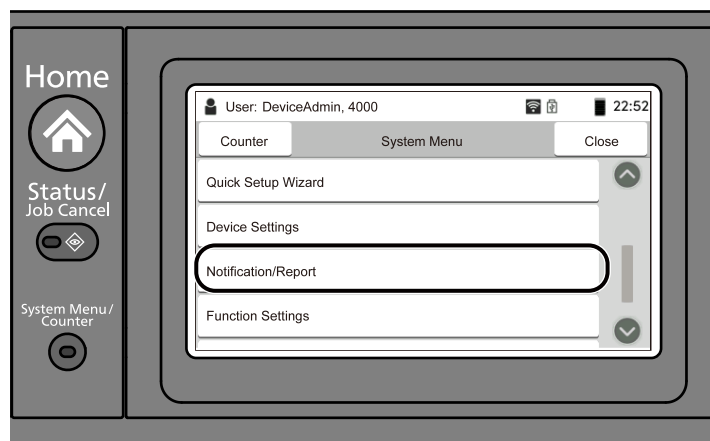 Home
Status/
Job Cancel
System Menu/
Counter
User: DeviceAdmin, 4000
22:52
Counter
System Menu
Close
Quick Setup Wizard
Device Settings
Notification/Report
Function Settings